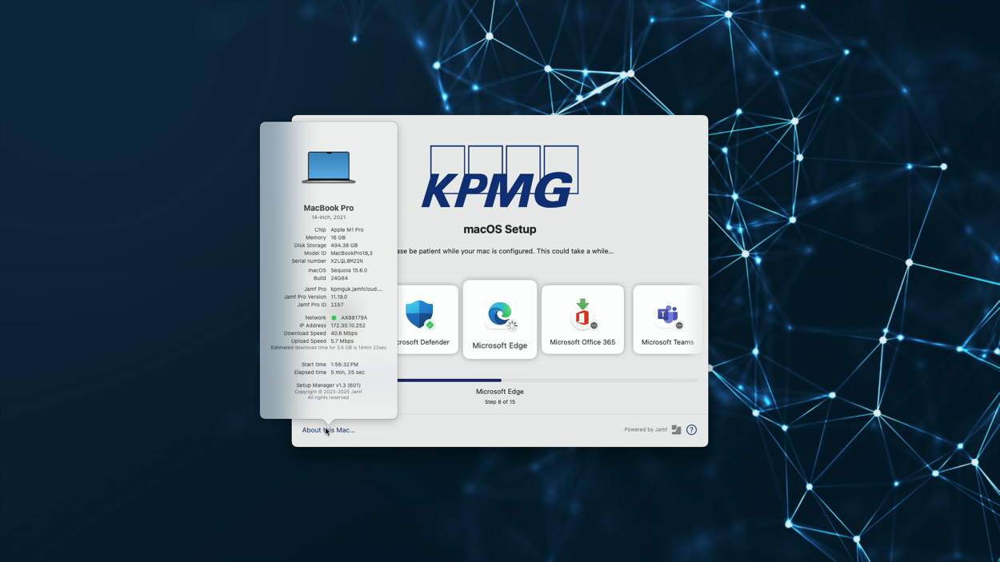 MacBook Pro
14-inch, 2021
Chip Apple M1 Pro
Memory 16 GB
Disk Storage 494.38 GB
Model ID MacBookPro18,3
Serial number X2LQL0M22N
macOS Sequoia 15.6.0
Build 24G84
Jamf Pro kpmguk.jamfcloud....
Jamf Pro Version 11.19.0
Jamf Pro ID 1157
Network AX88179A
IP Address 172.30.10.252
Download Speed 40.6 Mbps
Upload Speed 5.7 Mbps
Estimated download time for 3.5 GB is 14min 22sec
Start time 1:56:32 PM
Elapsed time 5 min, 35 sec
Setup Manager v1.3 (601)
Copyright © 2023-2025 Jamf
All rights reserved
KPMG
macOS Setup
ase be patient while your mac is configured. This could take a while...
crosoft Defender
Microsoft Edge
Microsoft Office 365
Microsoft Teams
Microsoft Edge
Step 8 of 15
About this Mac...
Powered by Jamf
?